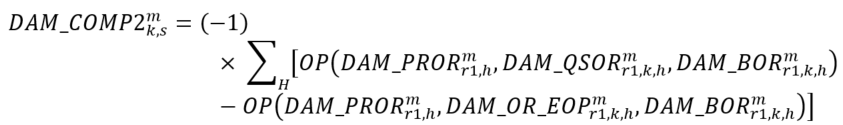 DAM_COMP2^m_{k,s} = (−1)
× ∑_H [OP(DAM_PROR^m_{r1,h}, DAM_QSOR^m_{r1,k,h}, DAM_BOR^m_{r1,k,h})
− OP(DAM_PROR^m_{r1,h}, DAM_OR_EOP^m_{r1,k,h}, DAM_BOR^m_{r1,k,h})]